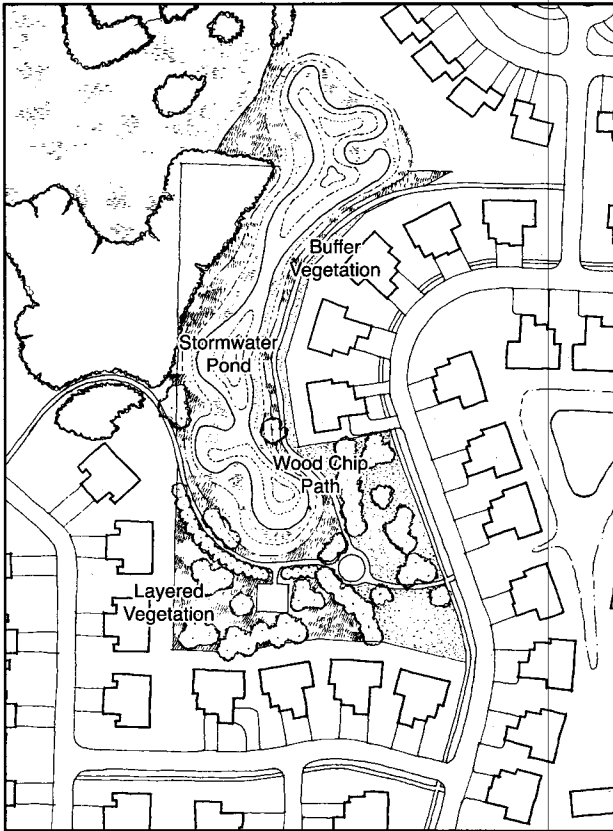 Buffer
Vegetation
Stormwater
Pond
Wood Chip
Path
Layered
Vegetation